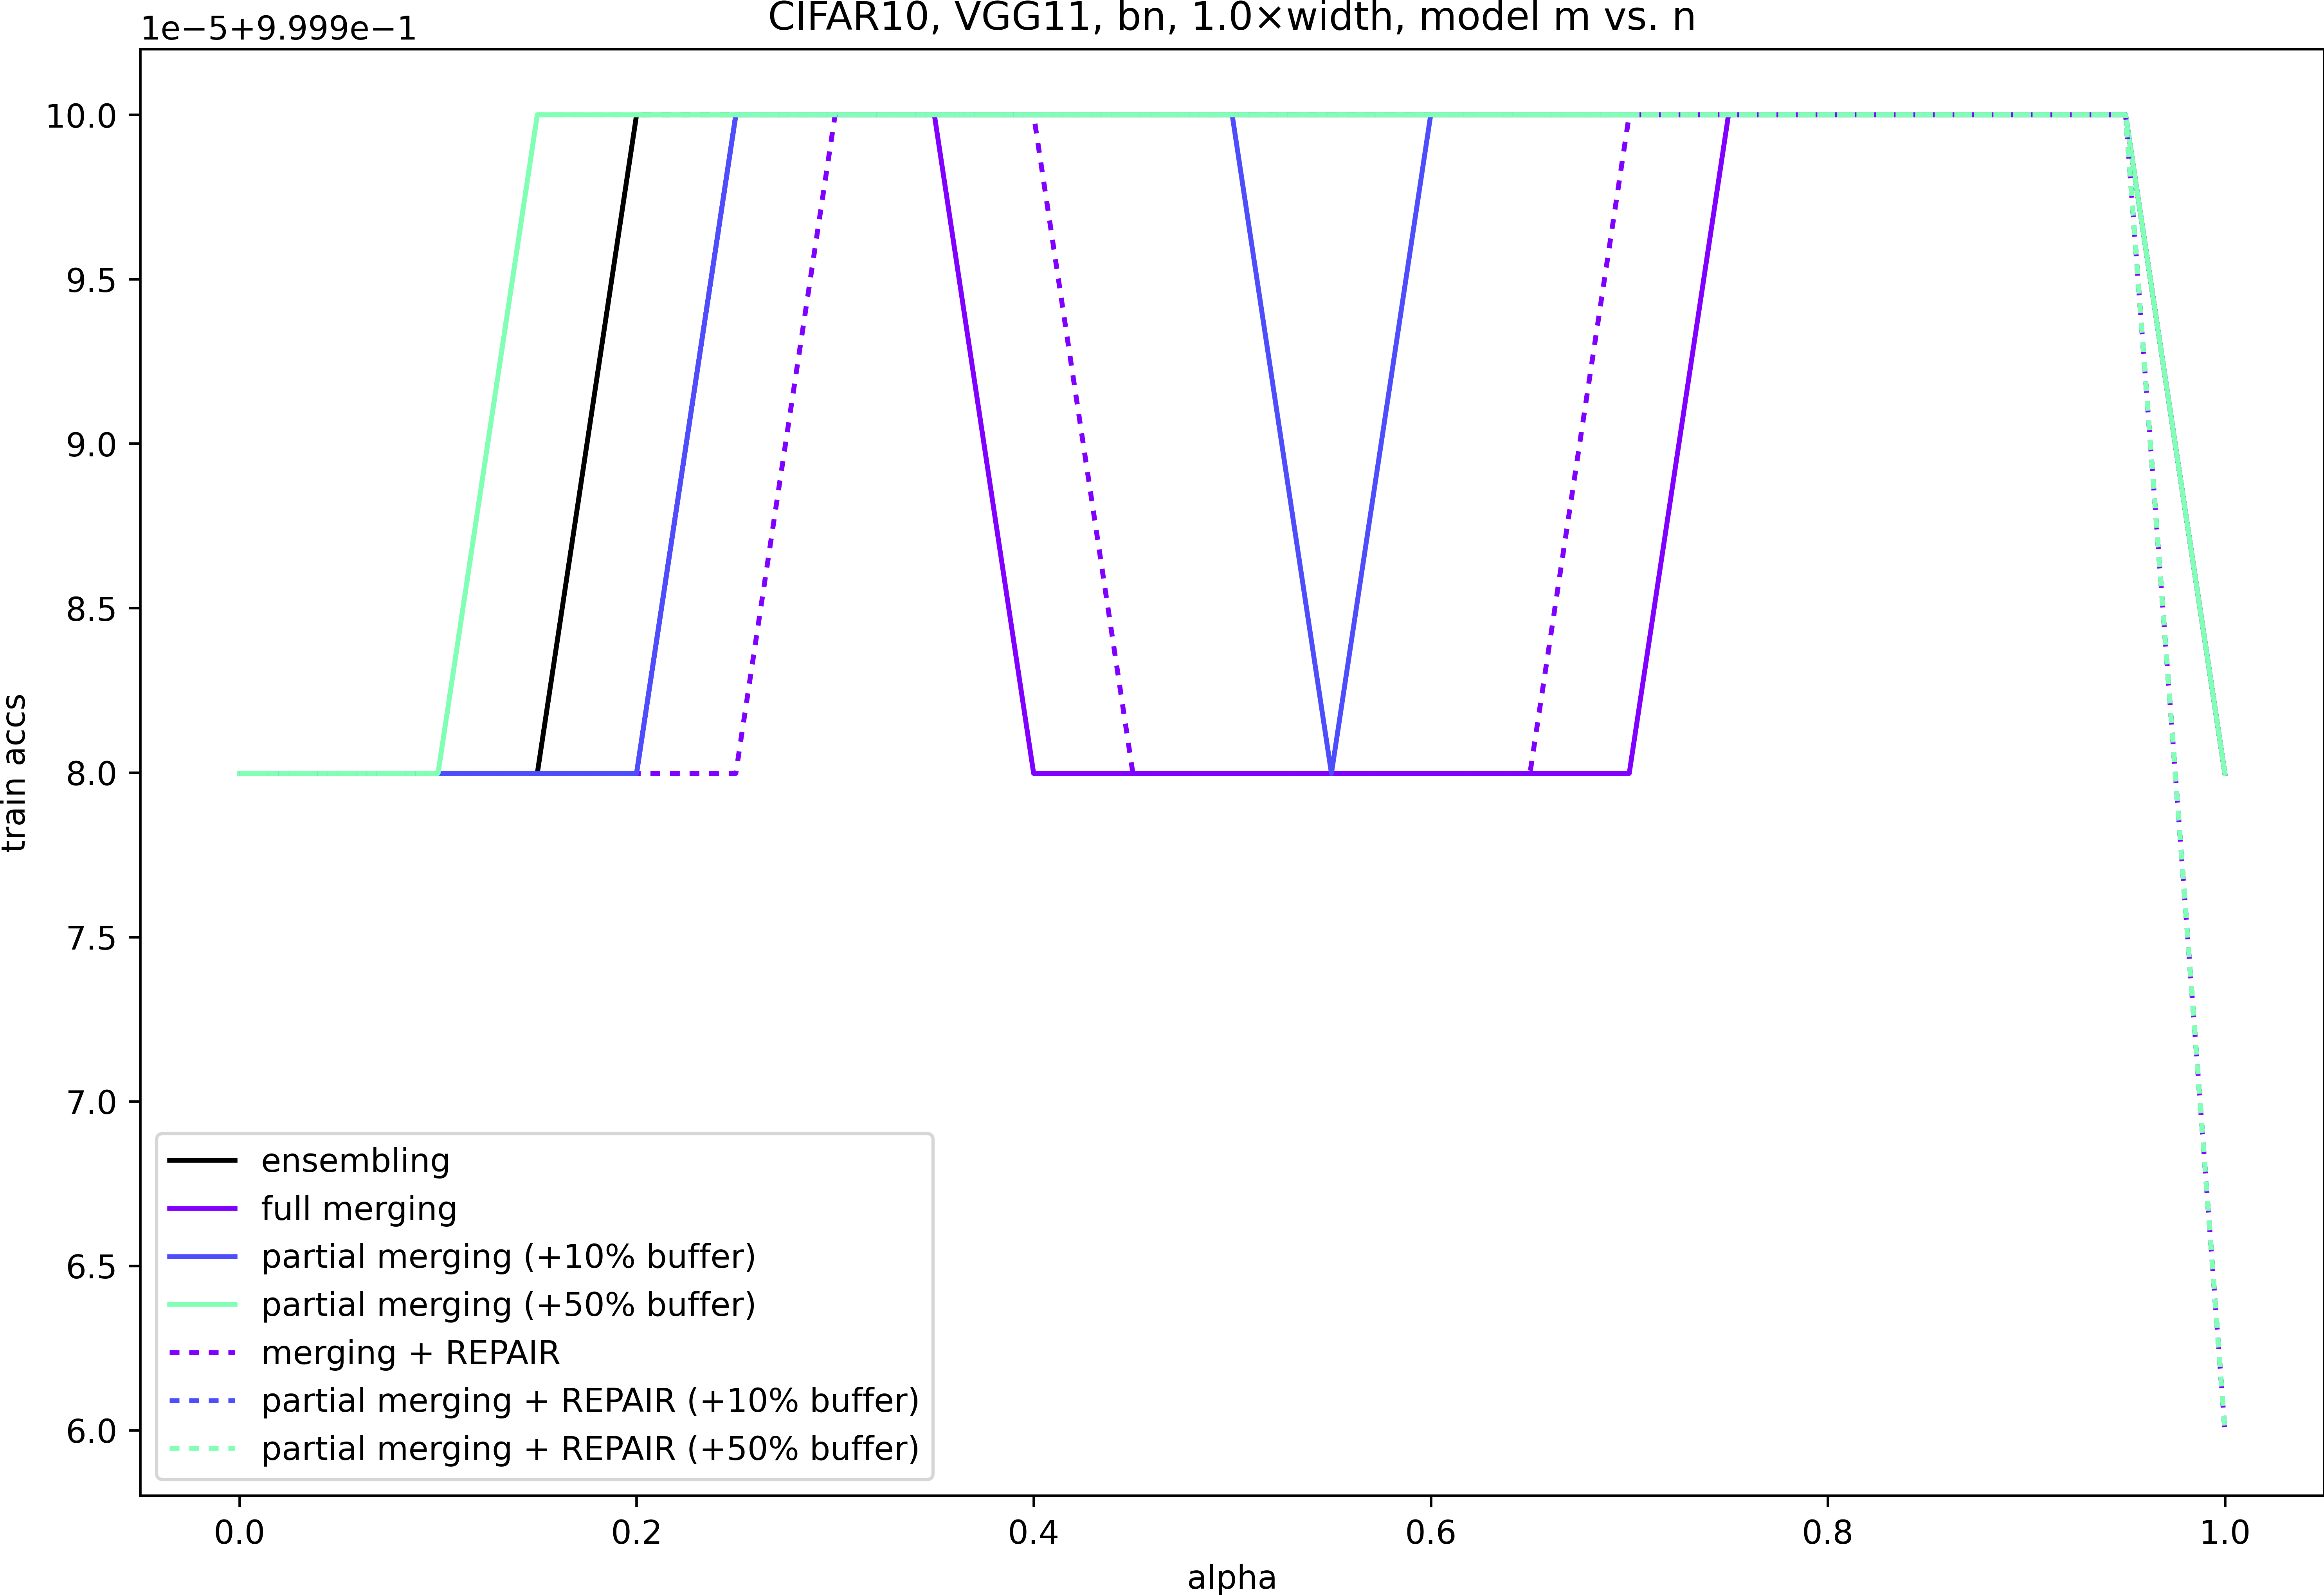 CIFAR10, VGG11, bn, 1.0×width, model m vs. n
1e−5+9.999e−1
10.0
9.5
9.0
8.5
8.0
7.5
7.0
6.5
6.0
train accs
ensembling
full merging
partial merging (+10% buffer)
partial merging (+50% buffer)
merging + REPAIR
partial merging + REPAIR (+10% buffer)
partial merging + REPAIR (+50% buffer)
0.0 0.2 0.4 0.6 0.8 1.0
alpha